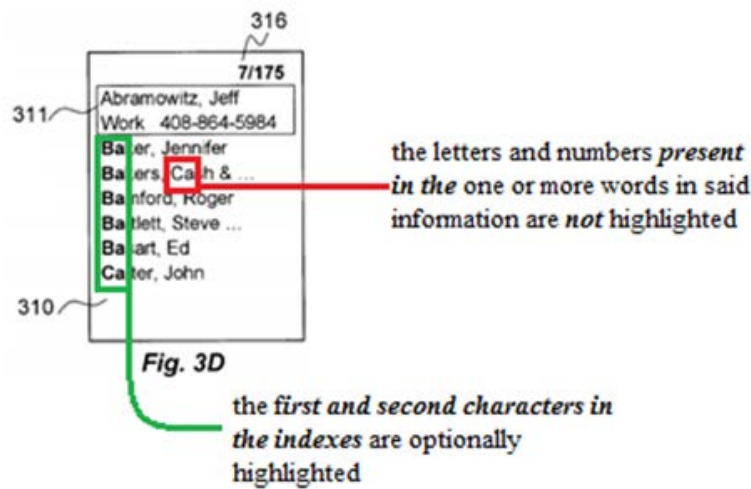 316
7/175
311
Abramowitz, Jeff
Work 408-864-5984
Baker, Jennifer
Bakers, Cash & ...
Bamford, Roger
Bartlett, Steve ...
Basart, Ed
Carter, John
310
Fig. 3D
the letters and numbers present
in the one or more words in said
information are not highlighted
the first and second characters in
the indexes are optionally
highlighted